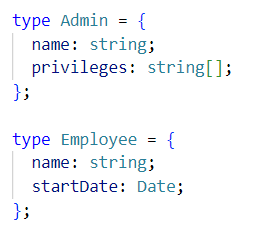 type Admin = {
  name: string;
  privileges: string[];
};

type Employee = {
  name: string;
  startDate: Date;
};